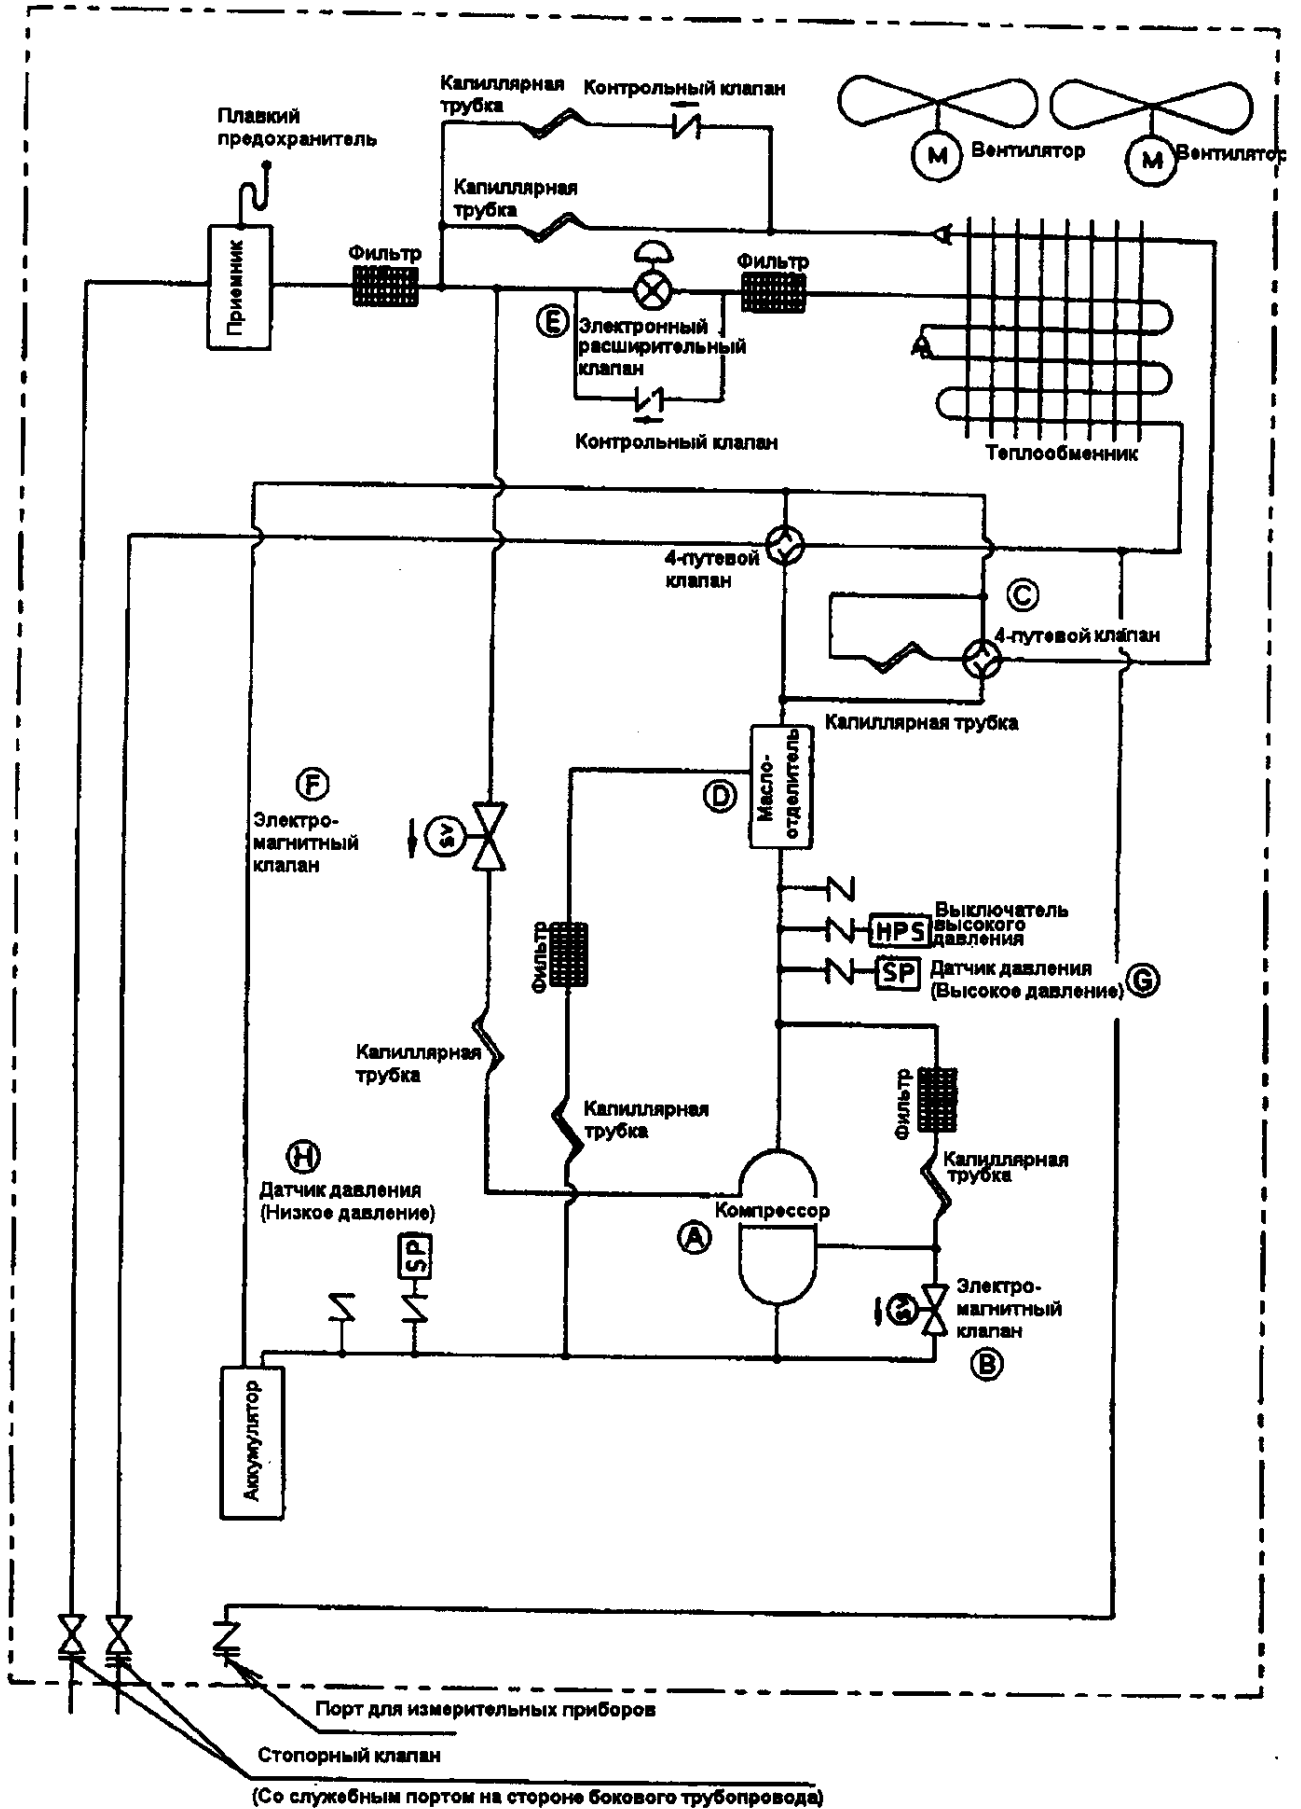 Капиллярная
трубка
Контрольный клапан
Плавкий
предохранитель
M
Вентилятор
M
Вентилятор
Капиллярная
трубка
Приемник
Фильтр
Фильтр
E
Электронный
расширительный
клапан
Контрольный клапан
Теплообменник
4-путевой
клапан
C
4-путевой клапан
Капиллярная трубка
F
Электро-
магнитный
клапан
SV
D
Масло-
отделитель
Фильтр
HPS
Выключатель
высокого
давления
SP
Датчик давления
(Высокое давление)
G
Капиллярная
трубка
Фильтр
Капиллярная
трубка
Капиллярная
трубка
H
Датчик давления
(Низкое давление)
SP
A
Компрессор
SV
Электро-
магнитный
клапан
B
Аккумулятор
Порт для измерительных приборов
Стопорный клапан
(Со служебным портом на стороне бокового трубопровода)